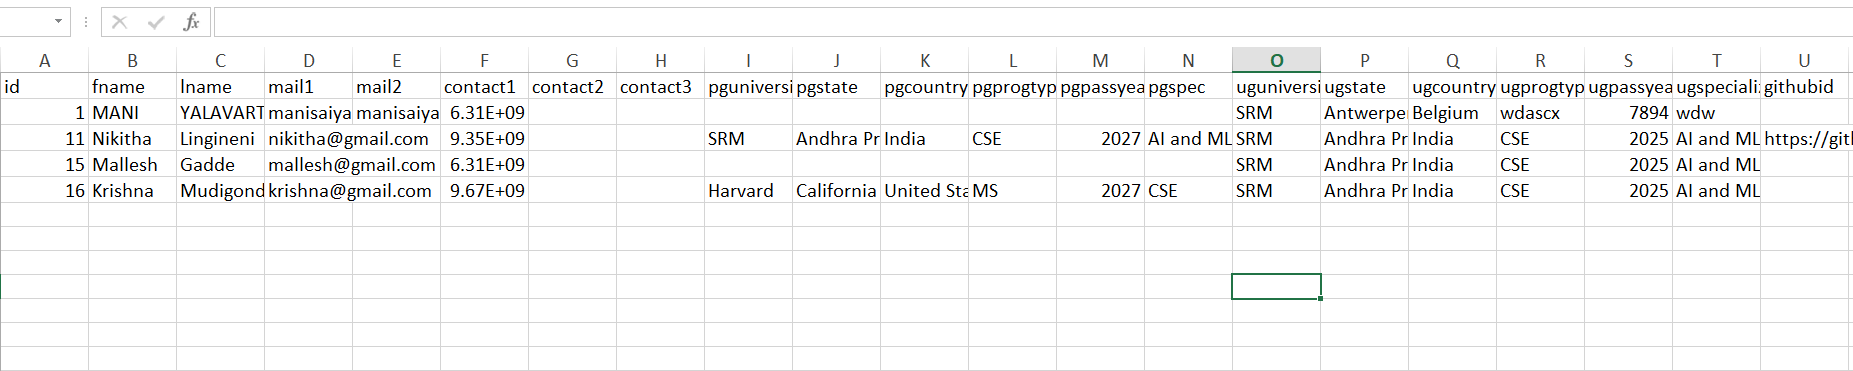 fx
A B C D E F G H I J K L M N O P Q R S T U
id fname lname mail1 mail2 contact1 contact2 contact3 pguniversi pgstate pgcountry pgprogtyp pgpassyea pgspec uguniversi ugstate ugcountry ugprogtyp ugpassyea ugspeciali githubid
1 MANI YALAVART manisaiya manisaiya 6.31E+09 SRM Antwerpe Belgium wdascx 7894 wdw
11 Nikitha Lingineni nikitha@gmail.com 9.35E+09 SRM Andhra Pr India CSE 2027 AI and ML SRM Andhra Pr India CSE 2025 AI and ML https://gitl
15 Mallesh Gadde mallesh@gmail.com 6.31E+09 SRM Andhra Pr India CSE 2025 AI and ML
16 Krishna Mudigond krishna@gmail.com 9.67E+09 Harvard California United Sta MS 2027 CSE SRM Andhra Pr India CSE 2025 AI and ML